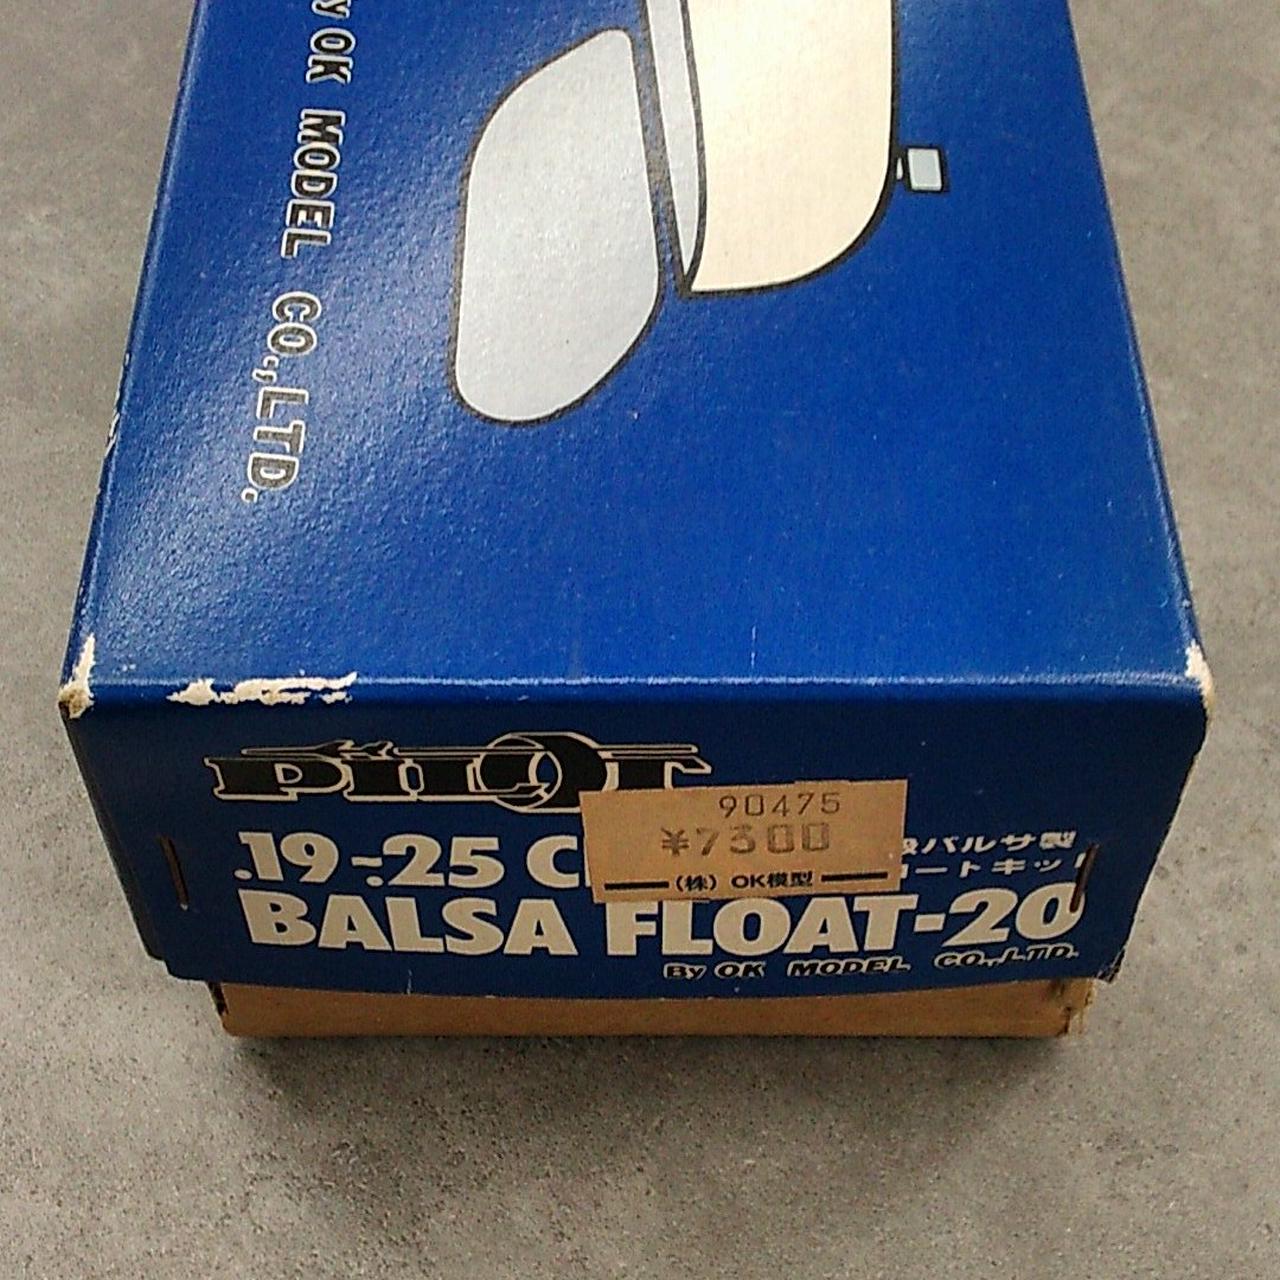 OK MODEL CO.,LTD.
PILOT
90475
¥7300
(株) OK模型
.19-.25
バルサ製
ートキッ
BALSA FLOAT-20
By OK MODEL CO.,LTD.